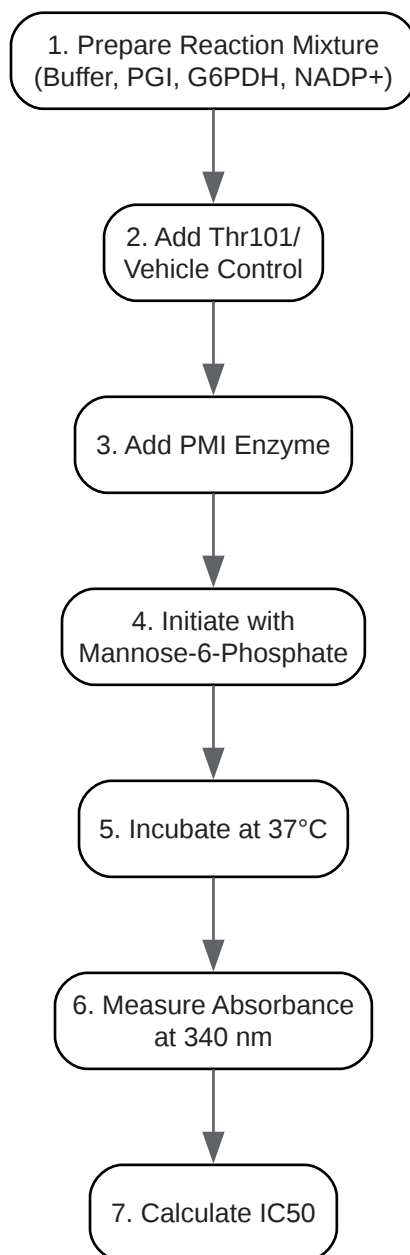 1. Prepare Reaction Mixture
(Buffer, PGI, G6PDH, NADP+)
2. Add Thr101/
Vehicle Control
3. Add PMI Enzyme
4. Initiate with
Mannose-6-Phosphate
5. Incubate at 37°C
6. Measure Absorbance
at 340 nm
7. Calculate IC50